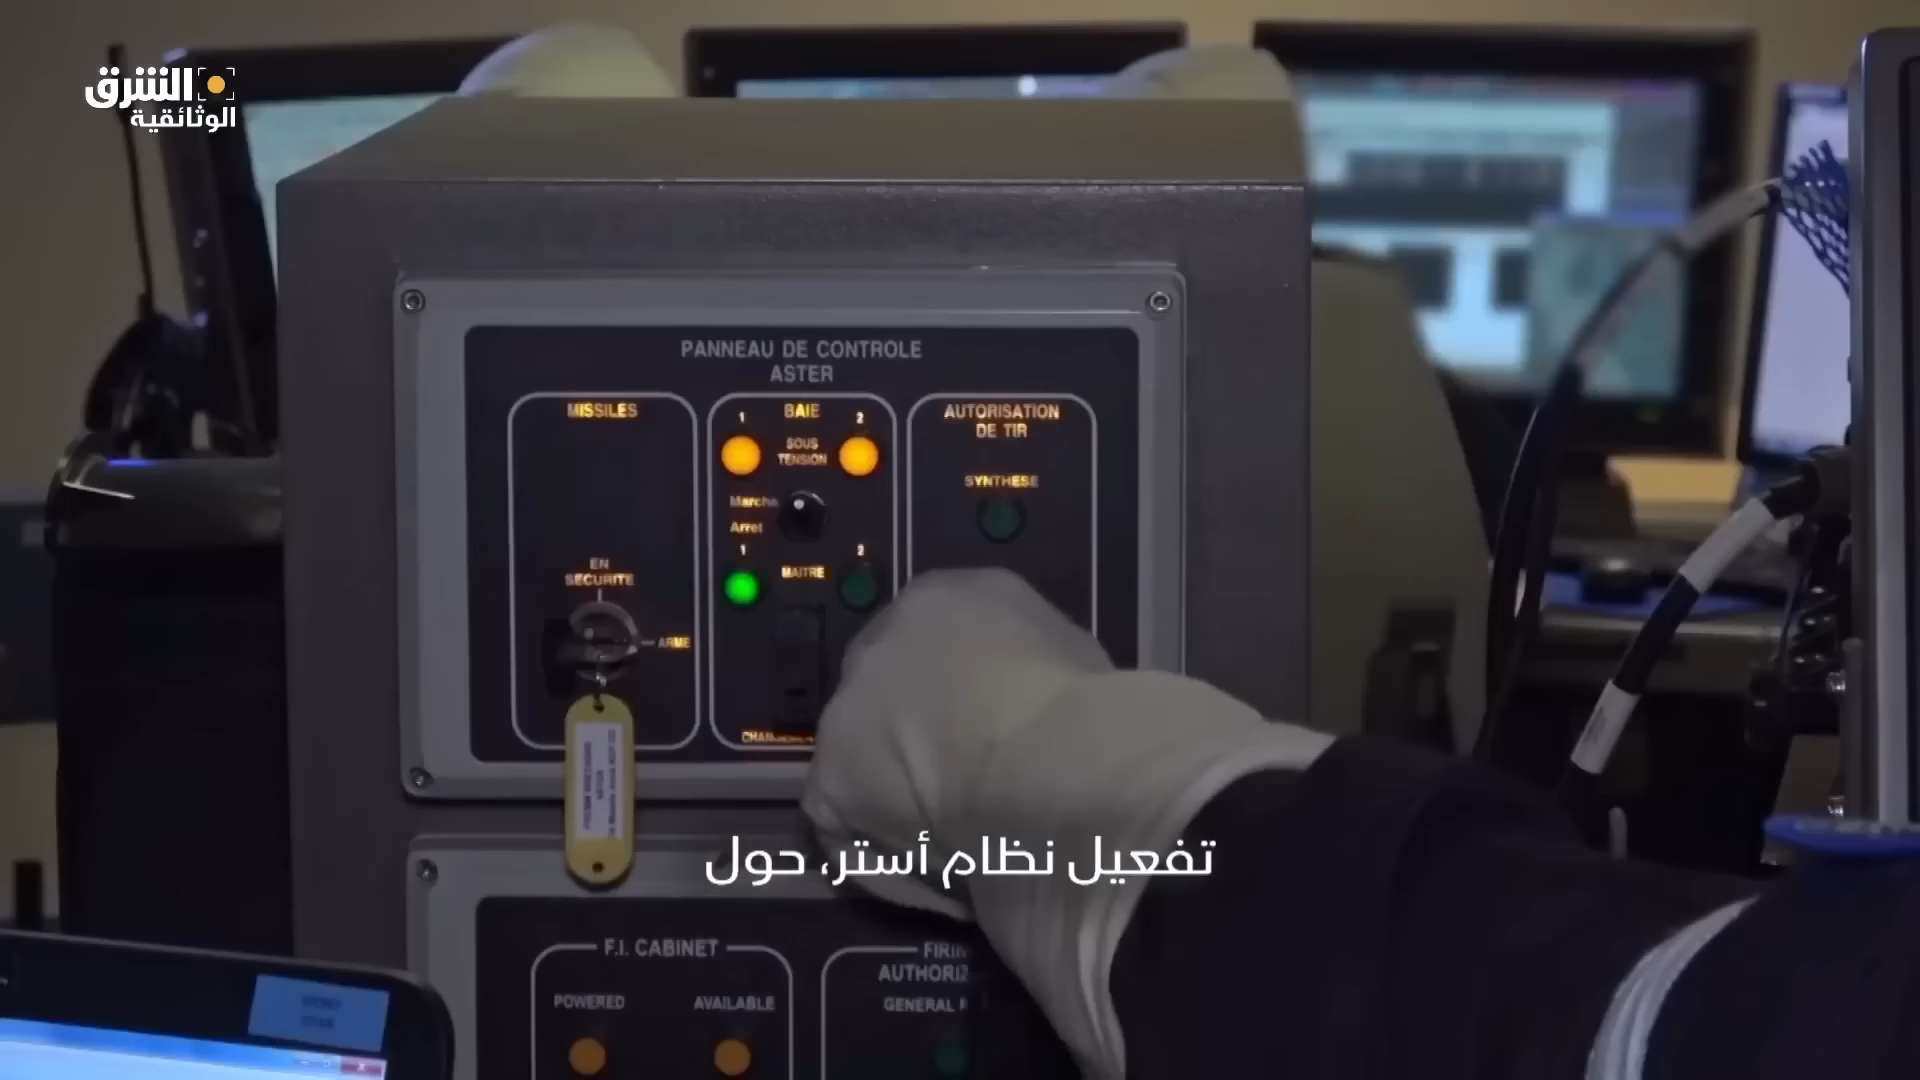 الشرق
الوثائقية
PANNEAU DE CONTROLE
ASTER
MISSILES
EN
SECURITE
ARME
1 BAIE 2
SOUS
TENSION
Marche
Arret
1 MAITRE 2
AUTORISATION
DE TIR
SYNTHESE
تفعيل نظام أستر، حول
F.I. CABINET
POWERED AVAILABLE
GENERAL